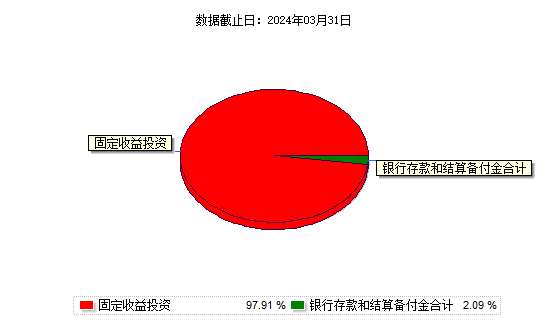 数据截止日：2024年03月31日
固定收益投资
银行存款和结算备付金合计
固定收益投资 97.91 % 银行存款和结算备付金合计 2.09 %